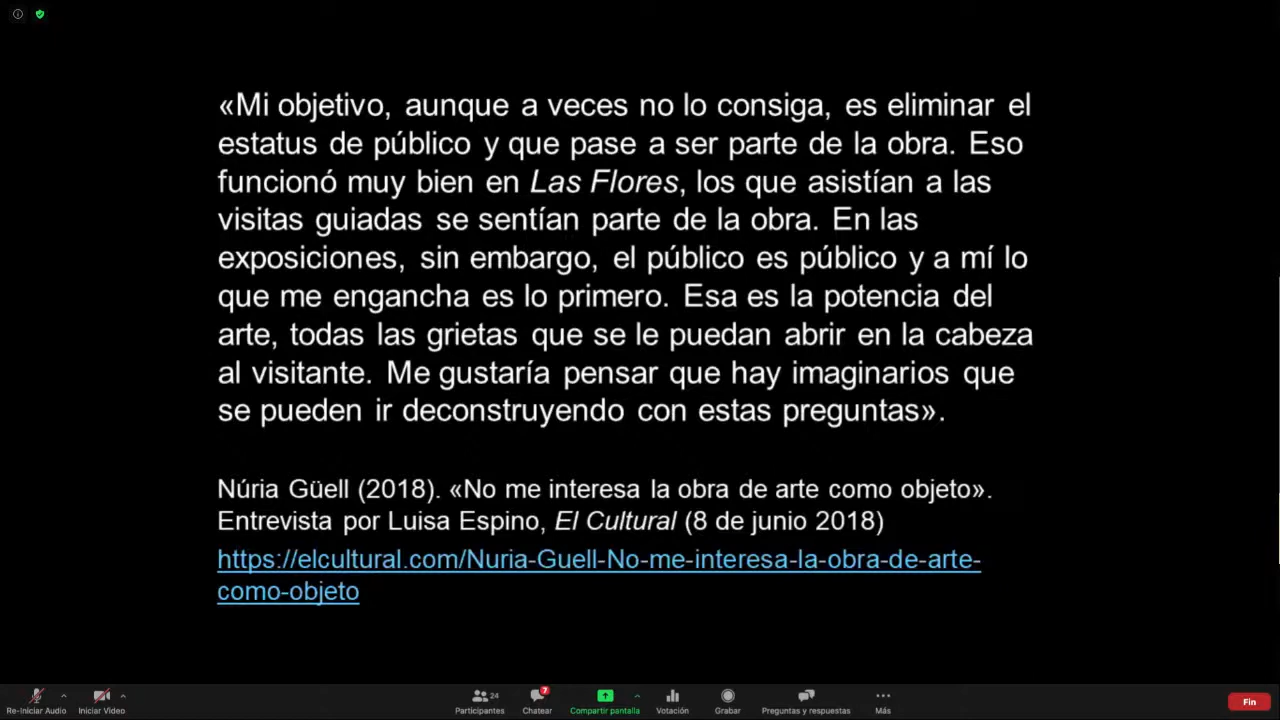 «Mi objetivo, aunque a veces no lo consiga, es eliminar el
estatus de público y que pase a ser parte de la obra. Eso
funcionó muy bien en Las Flores, los que asistían a las
visitas guiadas se sentían parte de la obra. En las
exposiciones, sin embargo, el público es público y a mí lo
que me engancha es lo primero. Esa es la potencia del
arte, todas las grietas que se le puedan abrir en la cabeza
al visitante. Me gustaría pensar que hay imaginarios que
se pueden ir deconstruyendo con estas preguntas».
Núria Güell (2018). «No me interesa la obra de arte como objeto».
Entrevista por Luisa Espino, El Cultural (8 de junio 2018)
https://elcultural.com/Nuria-Guell-No-me-interesa-la-obra-de-arte-
como-objeto
24 7
Re-Iniciar Audio Iniciar Video Participantes Chatear Compartir pantalla Votación Grabar Preguntas y respuestas Más Fin